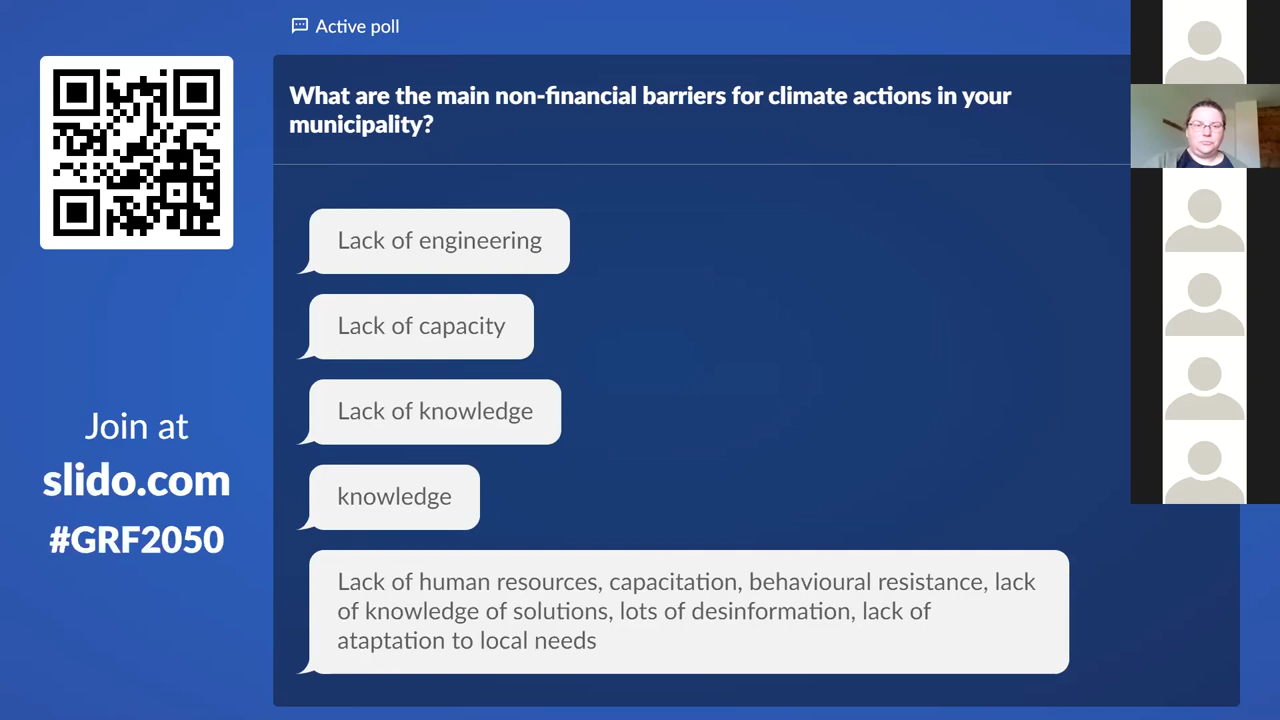 Active poll
What are the main non-financial barriers for climate actions in your
municipality?
Lack of engineering
Lack of capacity
Lack of knowledge
knowledge
Lack of human resources, capacitation, behavioural resistance, lack
of knowledge of solutions, lots of desinformation, lack of
ataptation to local needs
Join at
slido.com
#GRF2050